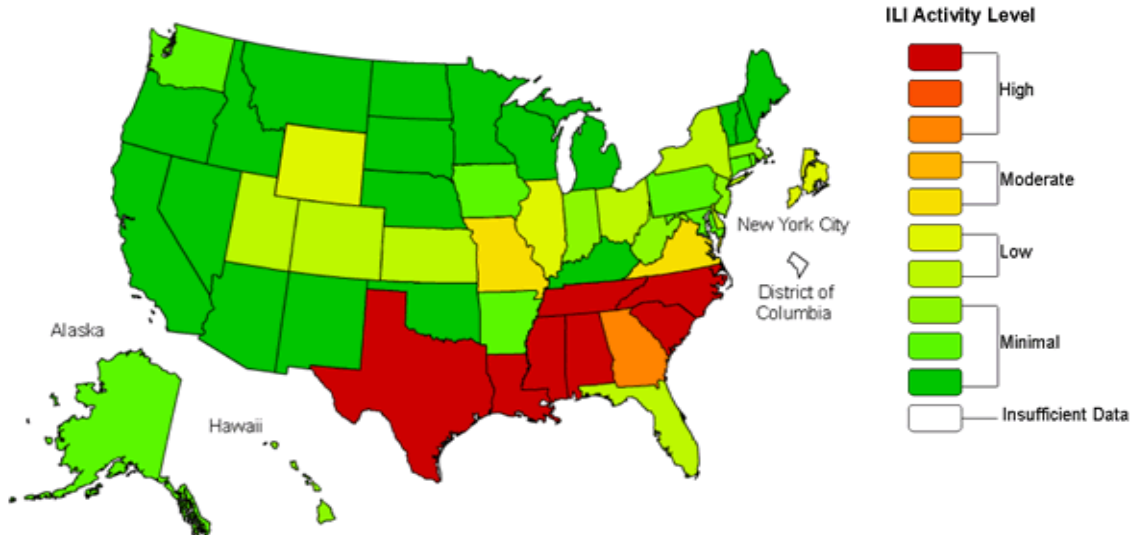 ILI Activity Level
High
Moderate
Low
Minimal
Insufficient Data
New York City
District of
Columbia
Alaska
Hawaii